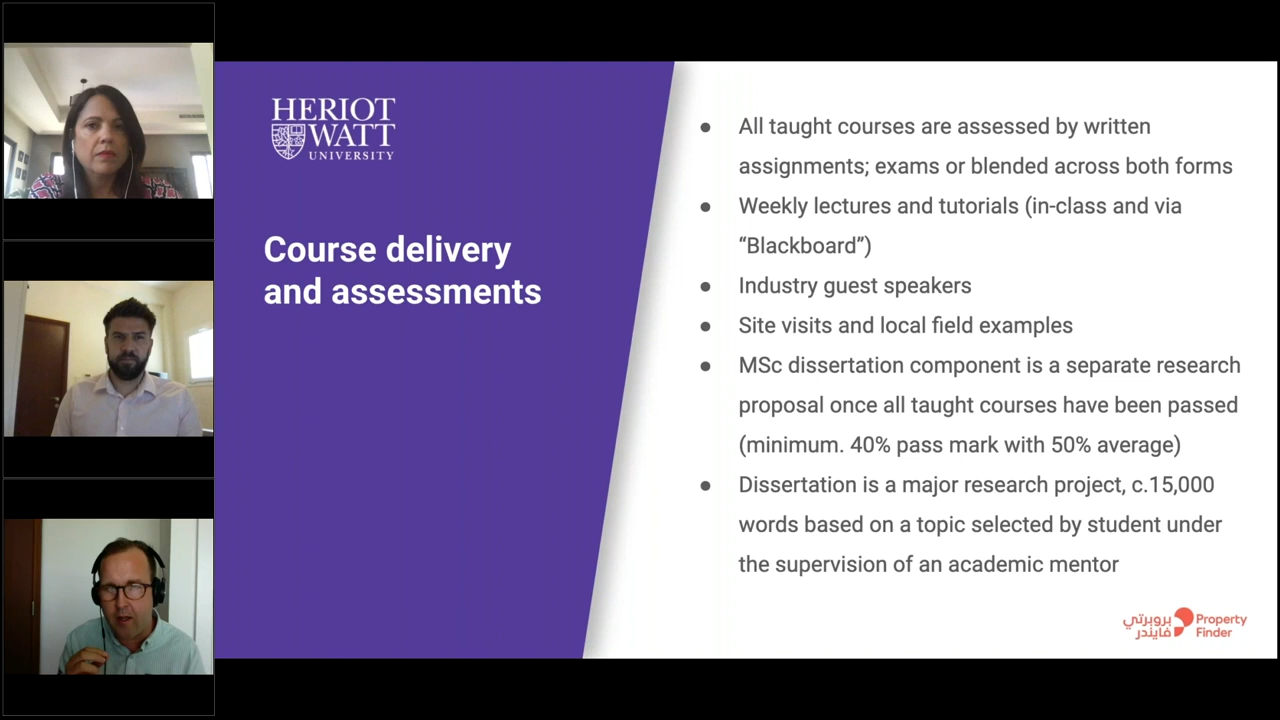 HERIOT
WATT
UNIVERSITY
Course delivery
and assessments
● All taught courses are assessed by written
assignments; exams or blended across both forms
● Weekly lectures and tutorials (in-class and via
“Blackboard”)
● Industry guest speakers
● Site visits and local field examples
● MSc dissertation component is a separate research
proposal once all taught courses have been passed
(minimum. 40% pass mark with 50% average)
● Dissertation is a major research project, c.15,000
words based on a topic selected by student under
the supervision of an academic mentor
بروبرتي
فايندر
Property
Finder